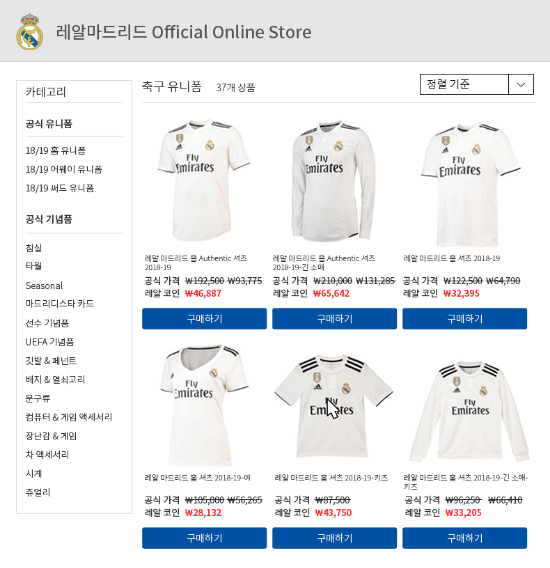 레알마드리드 Official Online Store
카테고리
공식 유니폼
18/19 홈 유니폼
18/19 어웨이 유니폼
18/19 써드 유니폼
공식 기념품
침실
타월
Seasonal
마드리디스타 카드
선수 기념품
UEFA 기념품
깃발 & 페넌트
배지 & 열쇠고리
문구류
컴퓨터 & 게임 액세서리
장난감 & 게임
차 액세서리
시계
쥬얼리
축구 유니폼 37개 상품
정렬 기준
Fly
Emirates
레알 마드리드 홈 Authentic 셔츠
2018-19
공식 가격 ₩192,500 ₩93,775
레알 코인 ₩46,887
구매하기
Fly
Emirates
레알 마드리드 홈 Authentic 셔츠
2018-19-긴 소매
공식 가격 ₩210,000 ₩131,285
레알 코인 ₩65,642
구매하기
Fly
Emirates
레알 마드리드 홈 셔츠 2018-19
공식 가격 ₩122,500 ₩64,790
레알 코인 ₩32,395
구매하기
Fly
Emirates
레알 마드리드 홈 셔츠 2018-19-여
공식 가격 ₩105,000 ₩56,265
레알 코인 ₩28,132
구매하기
Fly
Emirates
레알 마드리드 홈 셔츠 2018-19-키즈
공식 가격 ₩87,500
레알 코인 ₩43,750
구매하기
Fly
Emirates
레알 마드리드 홈 셔츠 2018-19-긴 소매-
키즈
공식 가격 ₩96,250 ₩66,410
레알 코인 ₩33,205
구매하기